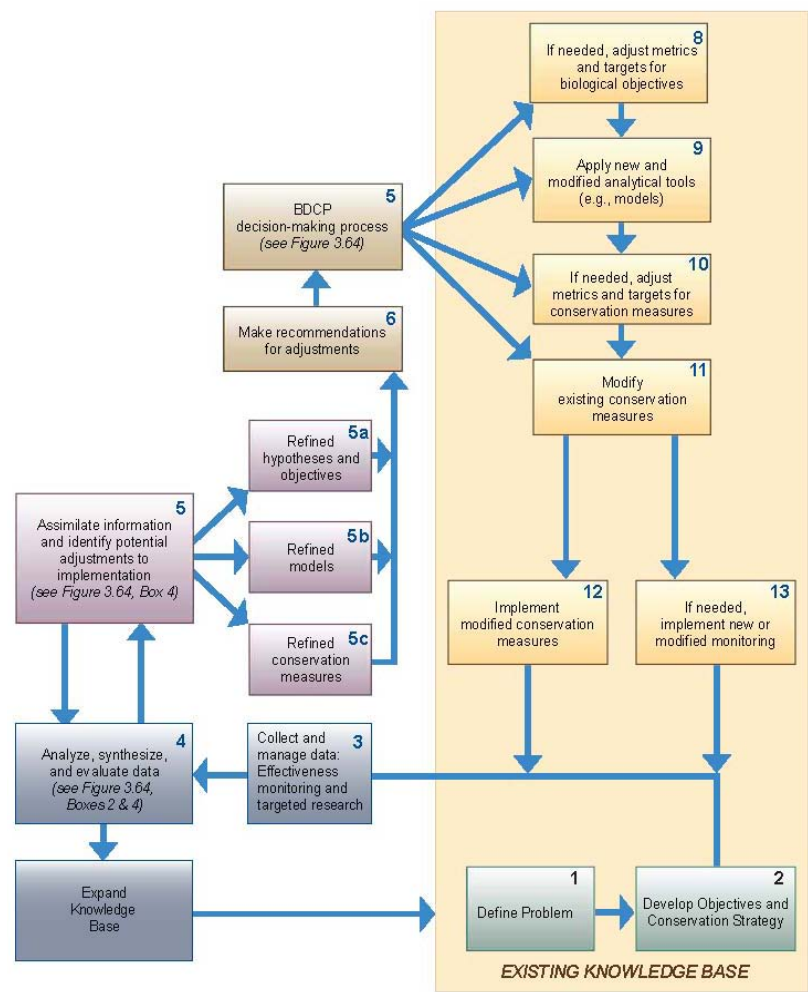 8
If needed, adjust metrics
and targets for
biological objectives
9
Apply new and
modified analytical tools
(e.g., models)
5
BDCP
decision-making process
(see Figure 3.64)
10
If needed, adjust
metrics and targets for
conservation measures
6
Make recommendations
for adjustments
11
Modify
existing conservation
measures
5a
Refined
hypotheses and
objectives
5
Assimilate information
and identify potential
adjustments to
implementation
(see Figure 3.64, Box 4)
5b
Refined
models
5c
Refined
conservation
measures
12
Implement
modified conservation
measures
13
If needed,
implement new or
modified monitoring
4
Analyze, synthesize,
and evaluate data
(see Figure 3.64,
Boxes 2 & 4)
3
Collect and
manage data:
Effectiveness
monitoring and
targeted research
Expand
Knowledge
Base
1
Define Problem
2
Develop Objectives and
Conservation Strategy
EXISTING KNOWLEDGE BASE